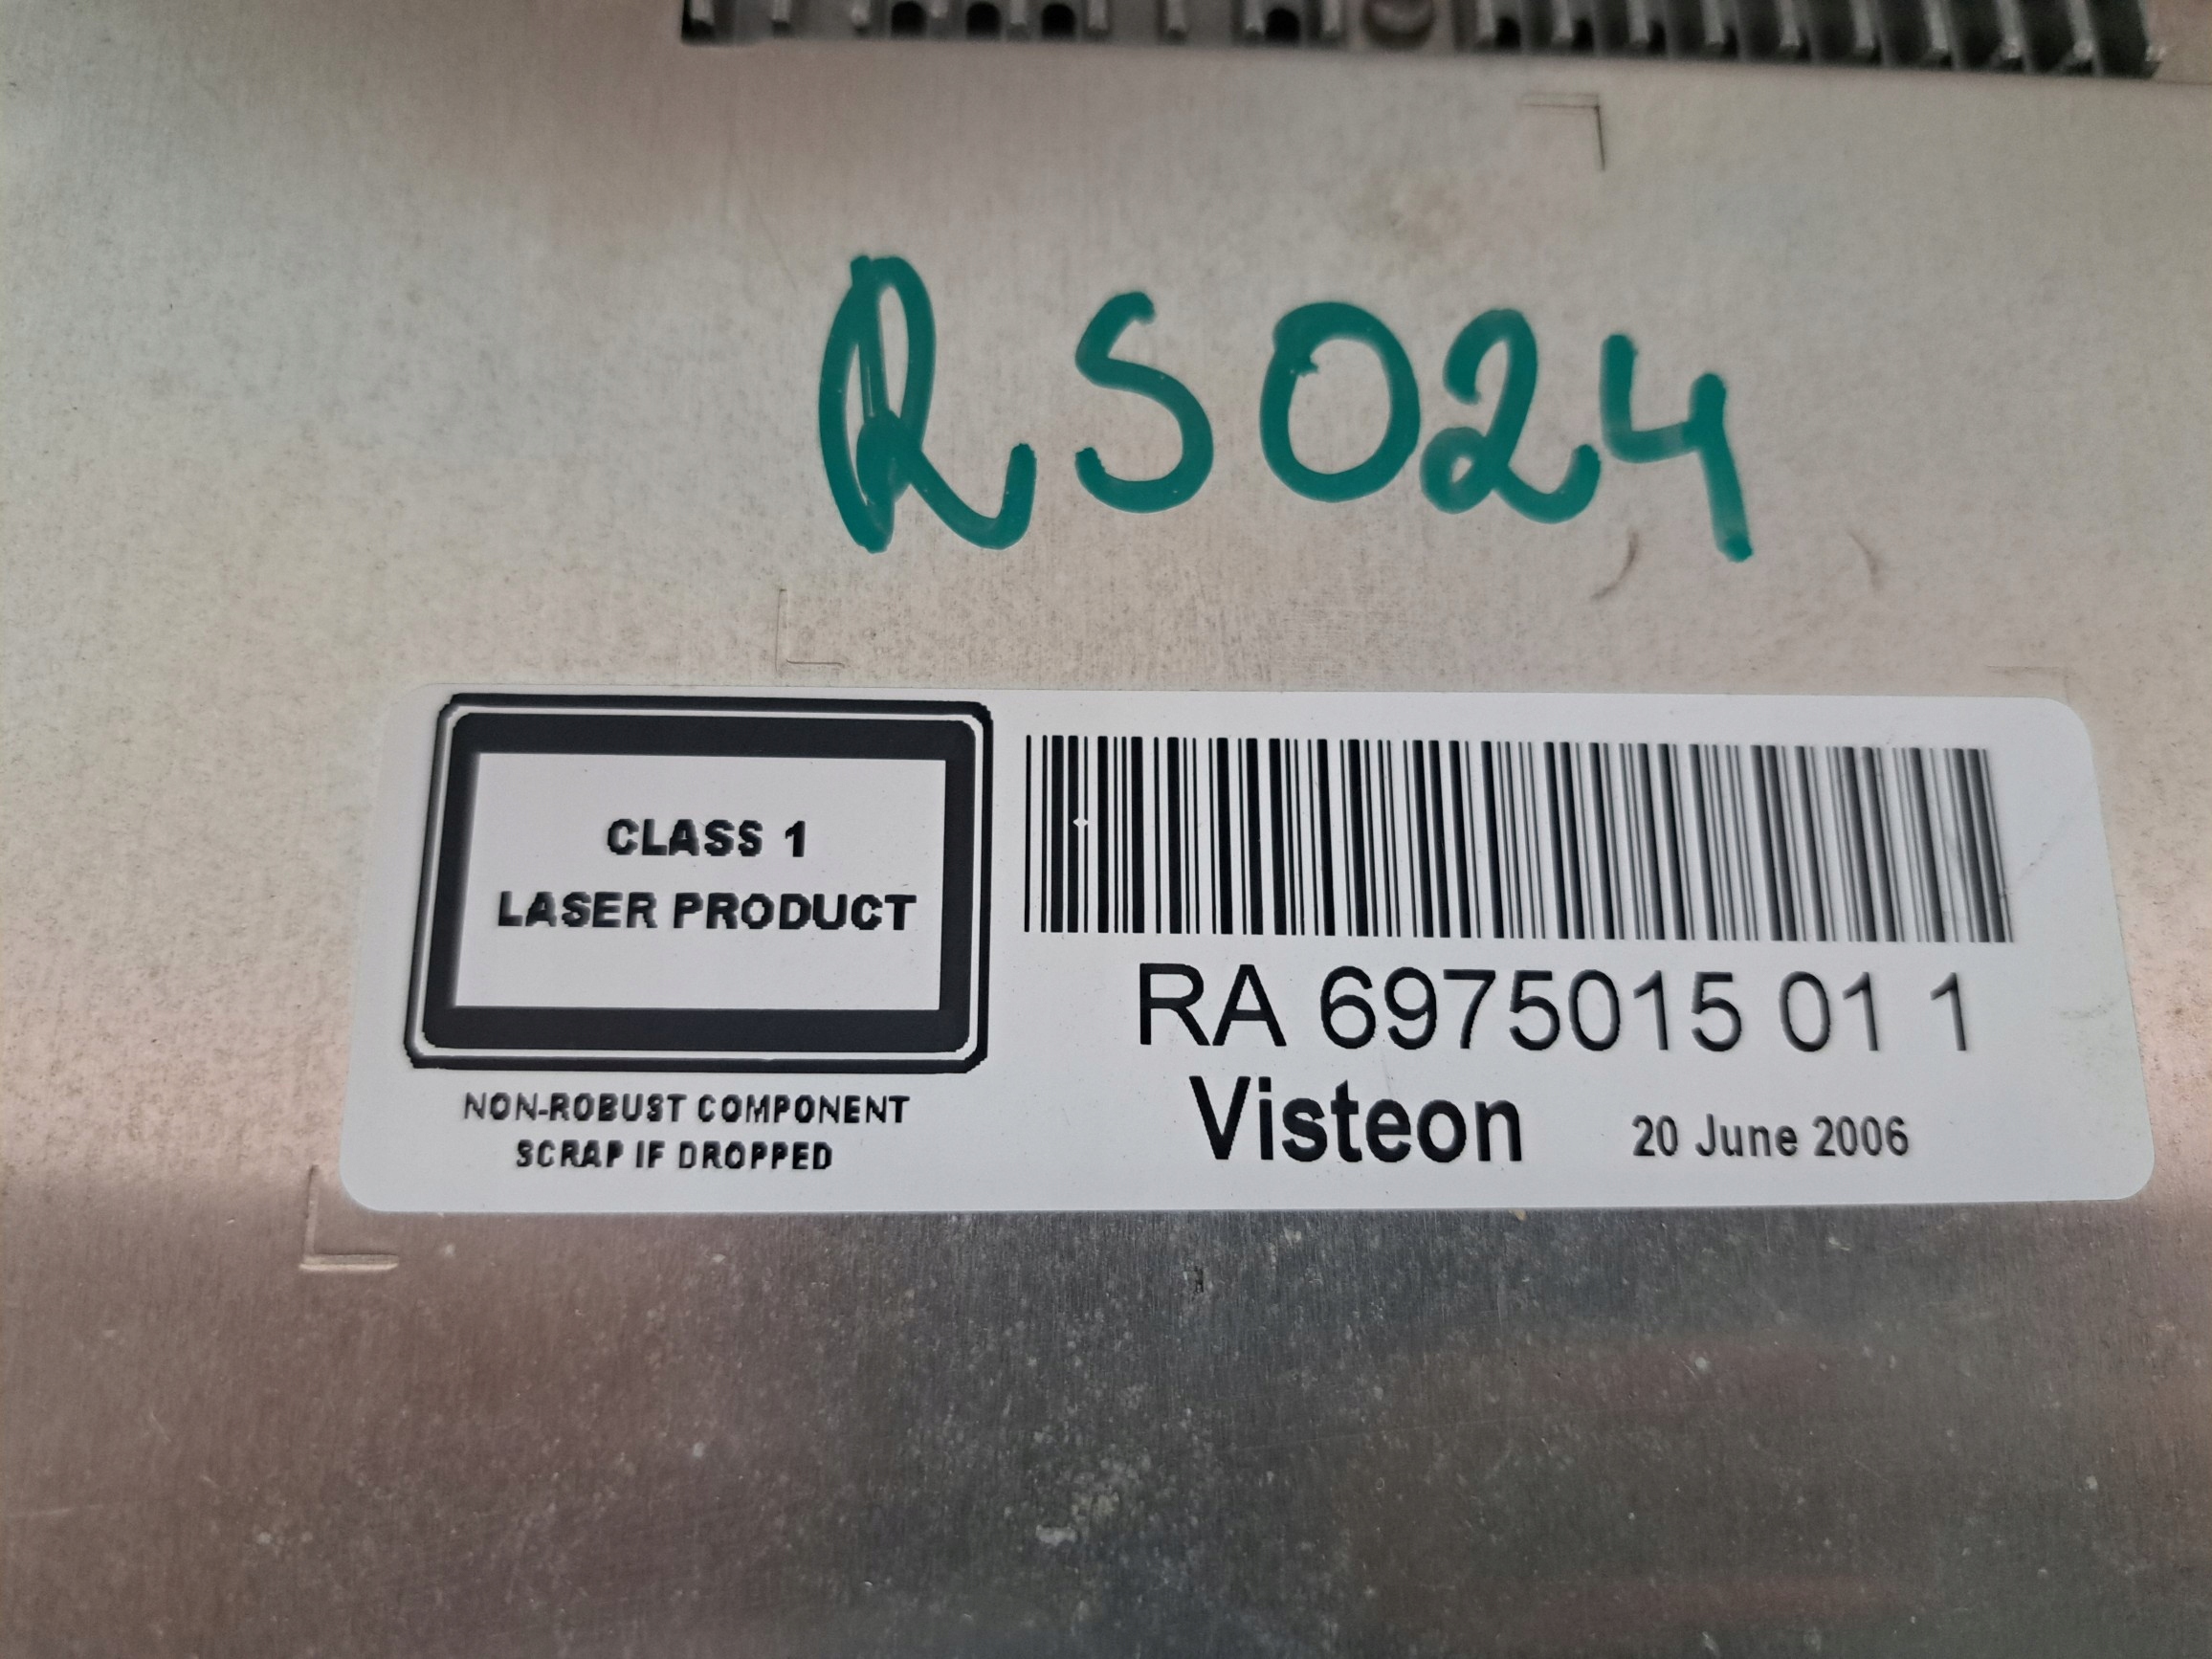 RS024
CLASS 1
LASER PRODUCT
NON-ROBUST COMPONENT
SCRAP IF DROPPED
RA 6975015 01 1
Visteon 20 June 2006